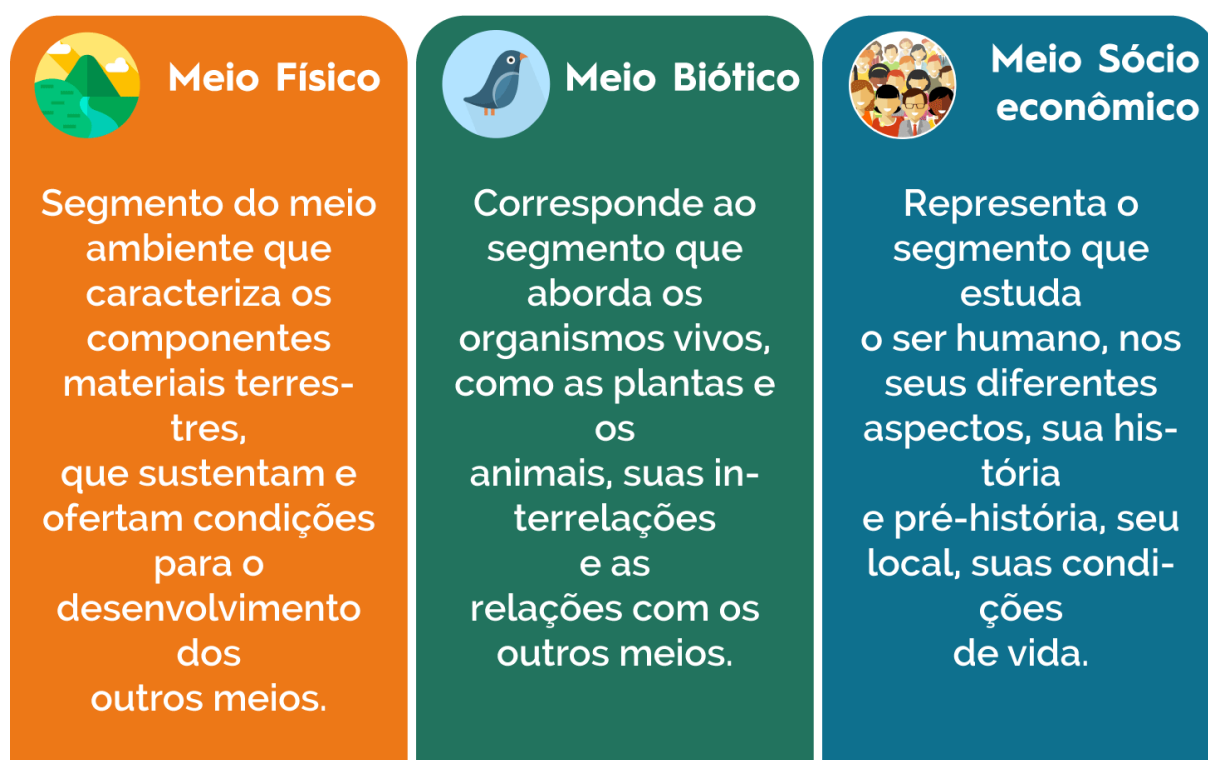 Meio Físico
Segmento do meio
ambiente que
caracteriza os
componentes
materiais terres-
tres,
que sustentam e
ofertam condições
para o
desenvolvimento
dos
outros meios.
Meio Biótico
Corresponde ao
segmento que
aborda os
organismos vivos,
como as plantas e
os
animais, suas in-
terrelações
e as
relações com os
outros meios.
Meio Sócio
econômico
Representa o
segmento que
estuda
o ser humano, nos
seus diferentes
aspectos, sua his-
tória
e pré-história, seu
local, suas condi-
ções
de vida.